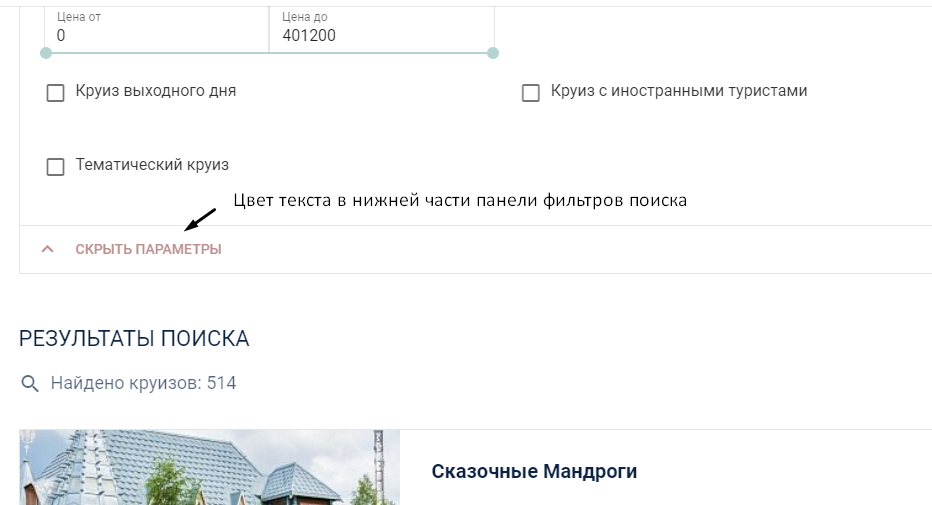 Цена от
Цена до
0
401200
Круиз выходного дня
Круиз с иностранными туристами
Тематический круиз
Цвет текста в нижней части панели фильтров поиска
СКРЫТЬ ПАРАМЕТРЫ
РЕЗУЛЬТАТЫ ПОИСКА
Найдено круизов: 514
Сказочные Мандроги